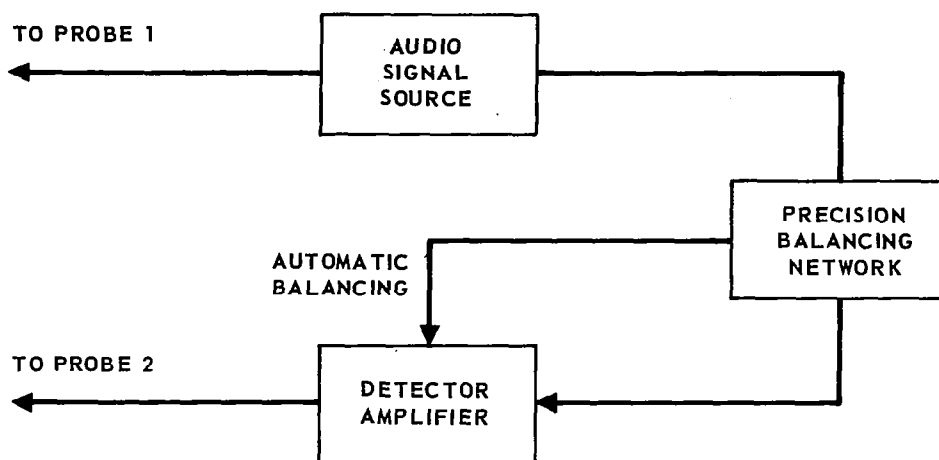 TO PROBE 1
AUDIO
SIGNAL
SOURCE
PRECISION
BALANCING
NETWORK
AUTOMATIC
BALANCING
TO PROBE 2
DETECTOR
AMPLIFIER